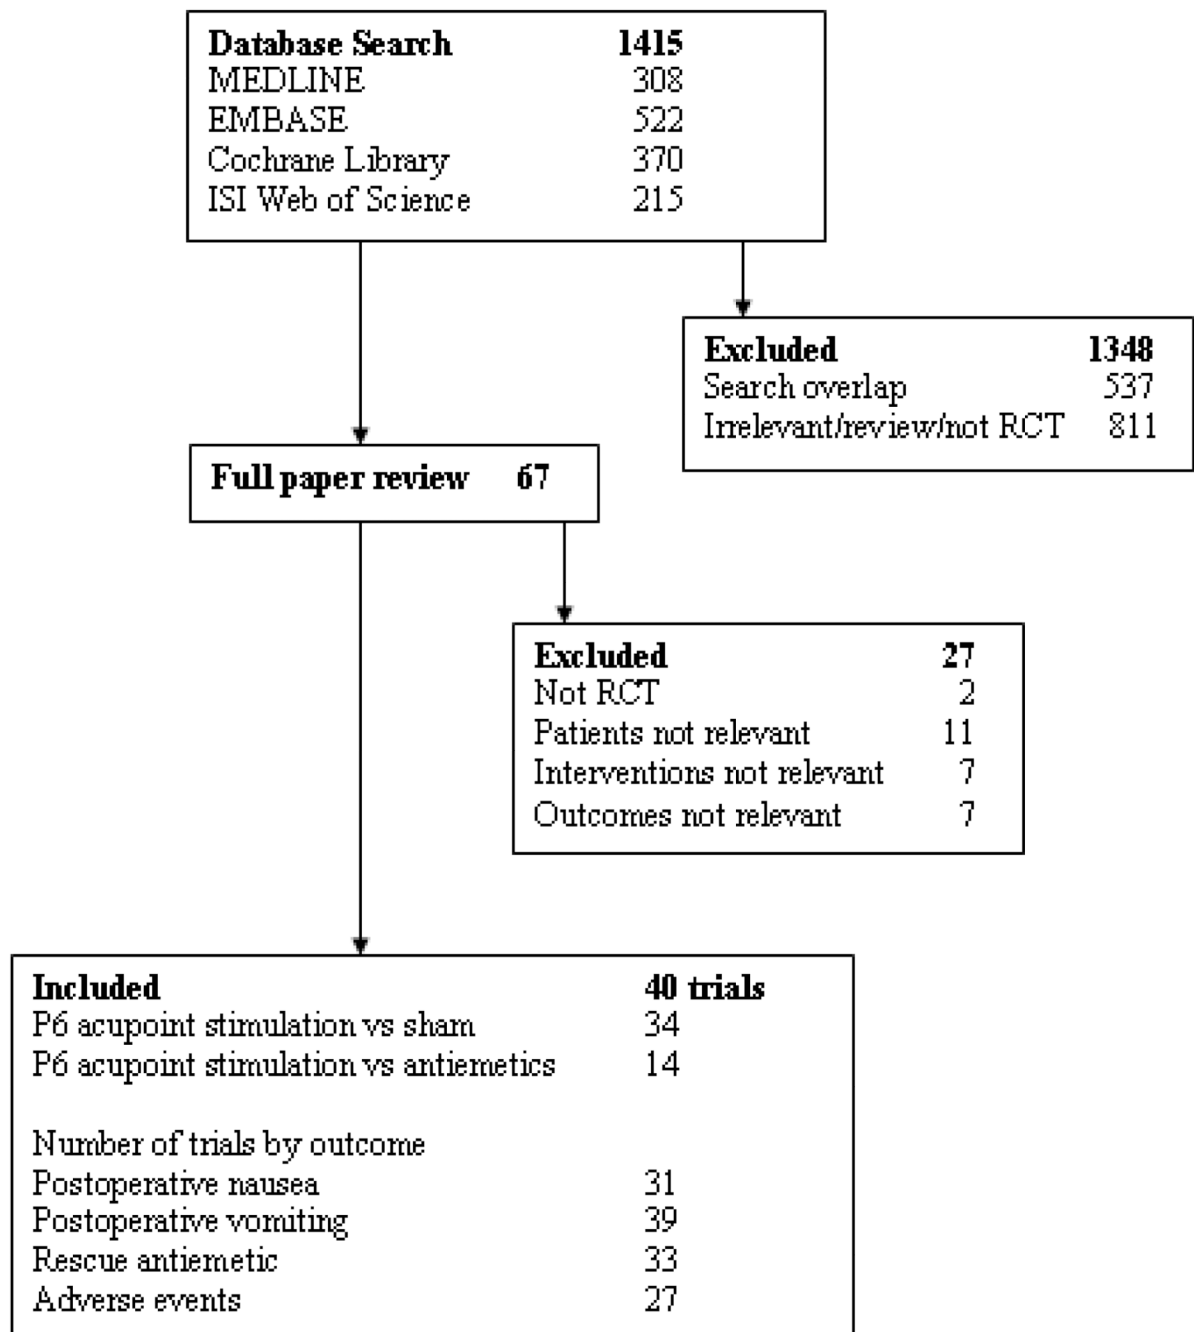 Database Search 1415
MEDLINE 308
EMBASE 522
Cochrane Library 370
ISI Web of Science 215
Excluded 1348
Search overlap 537
Irrelevant/review/not RCT 811
Full paper review 67
Excluded 27
Not RCT 2
Patients not relevant 11
Interventions not relevant 7
Outcomes not relevant 7
Included 40 trials
P6 acupoint stimulation vs sham 34
P6 acupoint stimulation vs antiemetics 14
Number of trials by outcome
Postoperative nausea 31
Postoperative vomiting 39
Rescue antiemetic 33
Adverse events 27